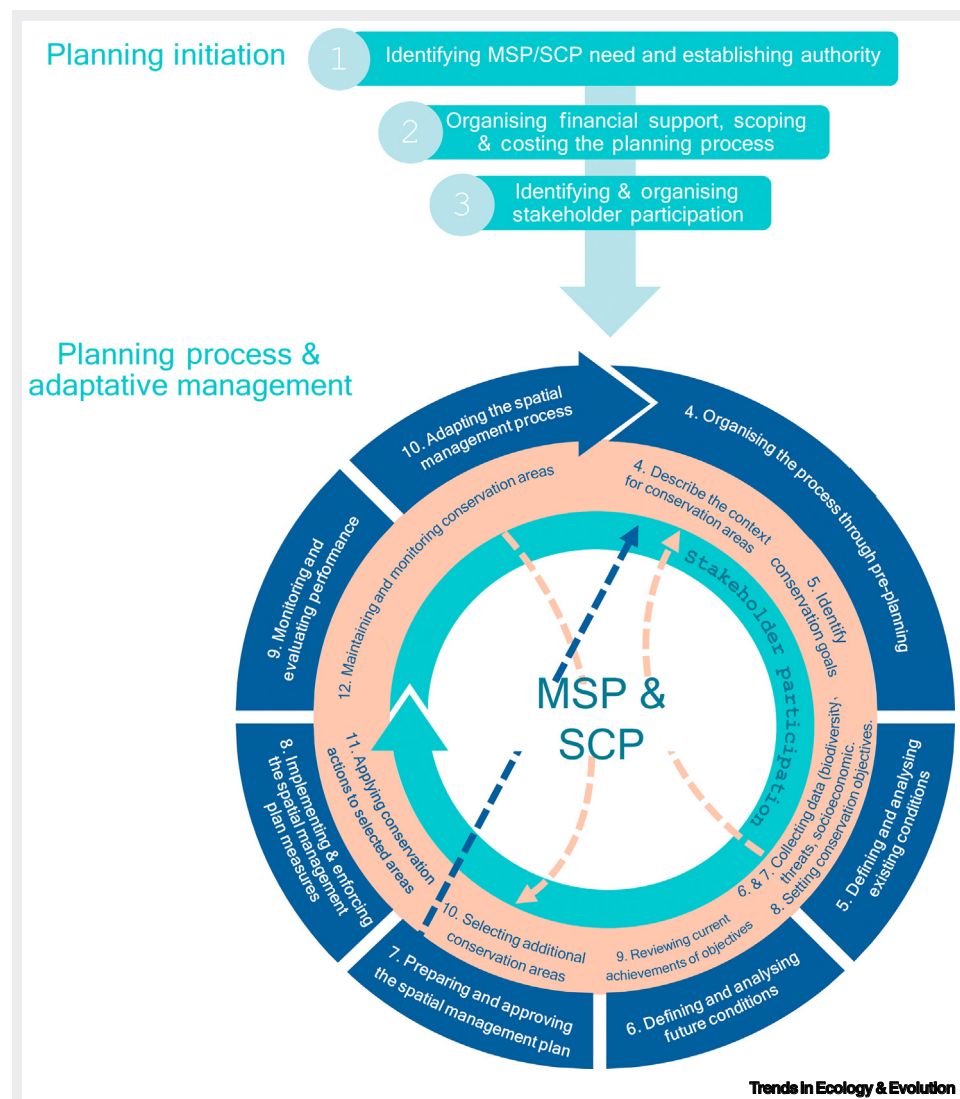 Planning initiation
1
Identifying MSP/SCP need and establishing authority
2
Organising financial support, scoping
& costing the planning process
3
Identifying & organising
stakeholder participation
Planning process &
adaptative management
4. Organising the process through pre-planning
5. Defining and analysing
existing conditions
6. Defining and analysing
future conditions
7. Preparing and approving
the spatial management plan
8. Implementing & enforcing
the spatial management
plan measures
9. Monitoring and
evaluating performance
10. Adapting the spatial
management process
4. Describe the context
for conservation areas
5. Identify
conservation goals
6. & 7. Collecting data (biodiversity,
threats, socioeconomic.
8. Setting conservation objectives.
9. Reviewing current
achievements of objectives
10. Selecting additional
conservation areas
11. Applying conservation
actions to selected areas
12. Maintaining and monitoring conservation areas
Stakeholder participation
MSP &
SCP
Trends in Ecology & Evolution